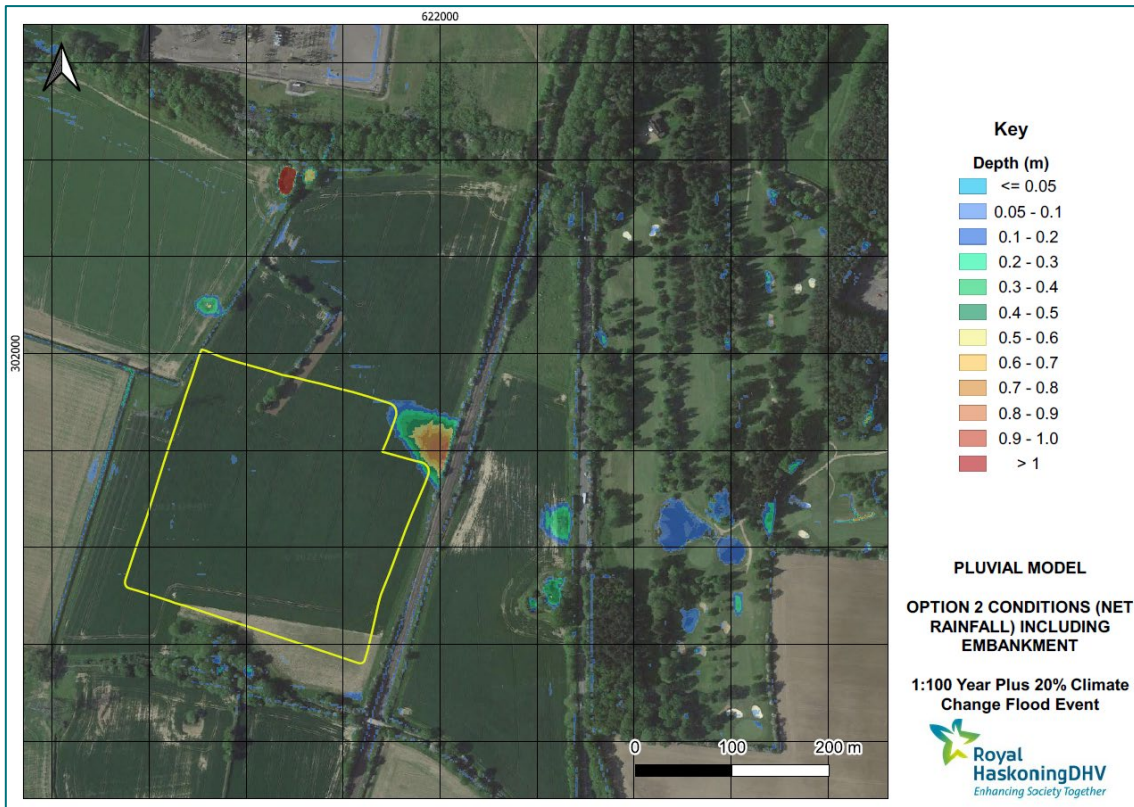 622000
302000
Key
Depth (m)
<= 0.05
0.05 - 0.1
0.1 - 0.2
0.2 - 0.3
0.3 - 0.4
0.4 - 0.5
0.5 - 0.6
0.6 - 0.7
0.7 - 0.8
0.8 - 0.9
0.9 - 1.0
> 1
PLUVIAL MODEL
OPTION 2 CONDITIONS (NET
RAINFALL) INCLUDING
EMBANKMENT
1:100 Year Plus 20% Climate
Change Flood Event
0 100 200 m
Royal
HaskoningDHV
Enhancing Society Together